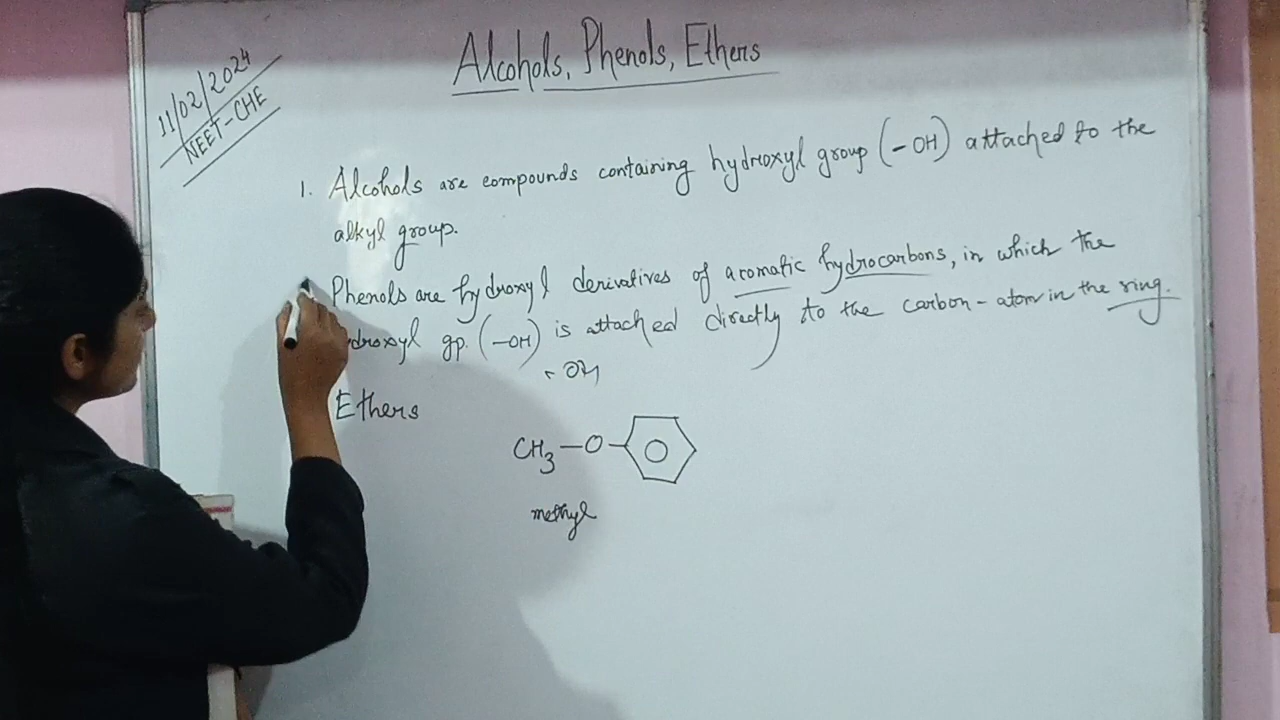 Alcohols, Phenols, Ethers
11/02/2024
NEET-CHE
1. Alcohols are compounds containing hydroxyl group (-OH) attached to the
alkyl group.
Phenols are hydroxyl derivatives of aromatic hydrocarbons, in which the
droxyl gp. (-OH) is attached directly to the carbon-atom in the ring.
- OH
Ethers
CH3-O-
methyl